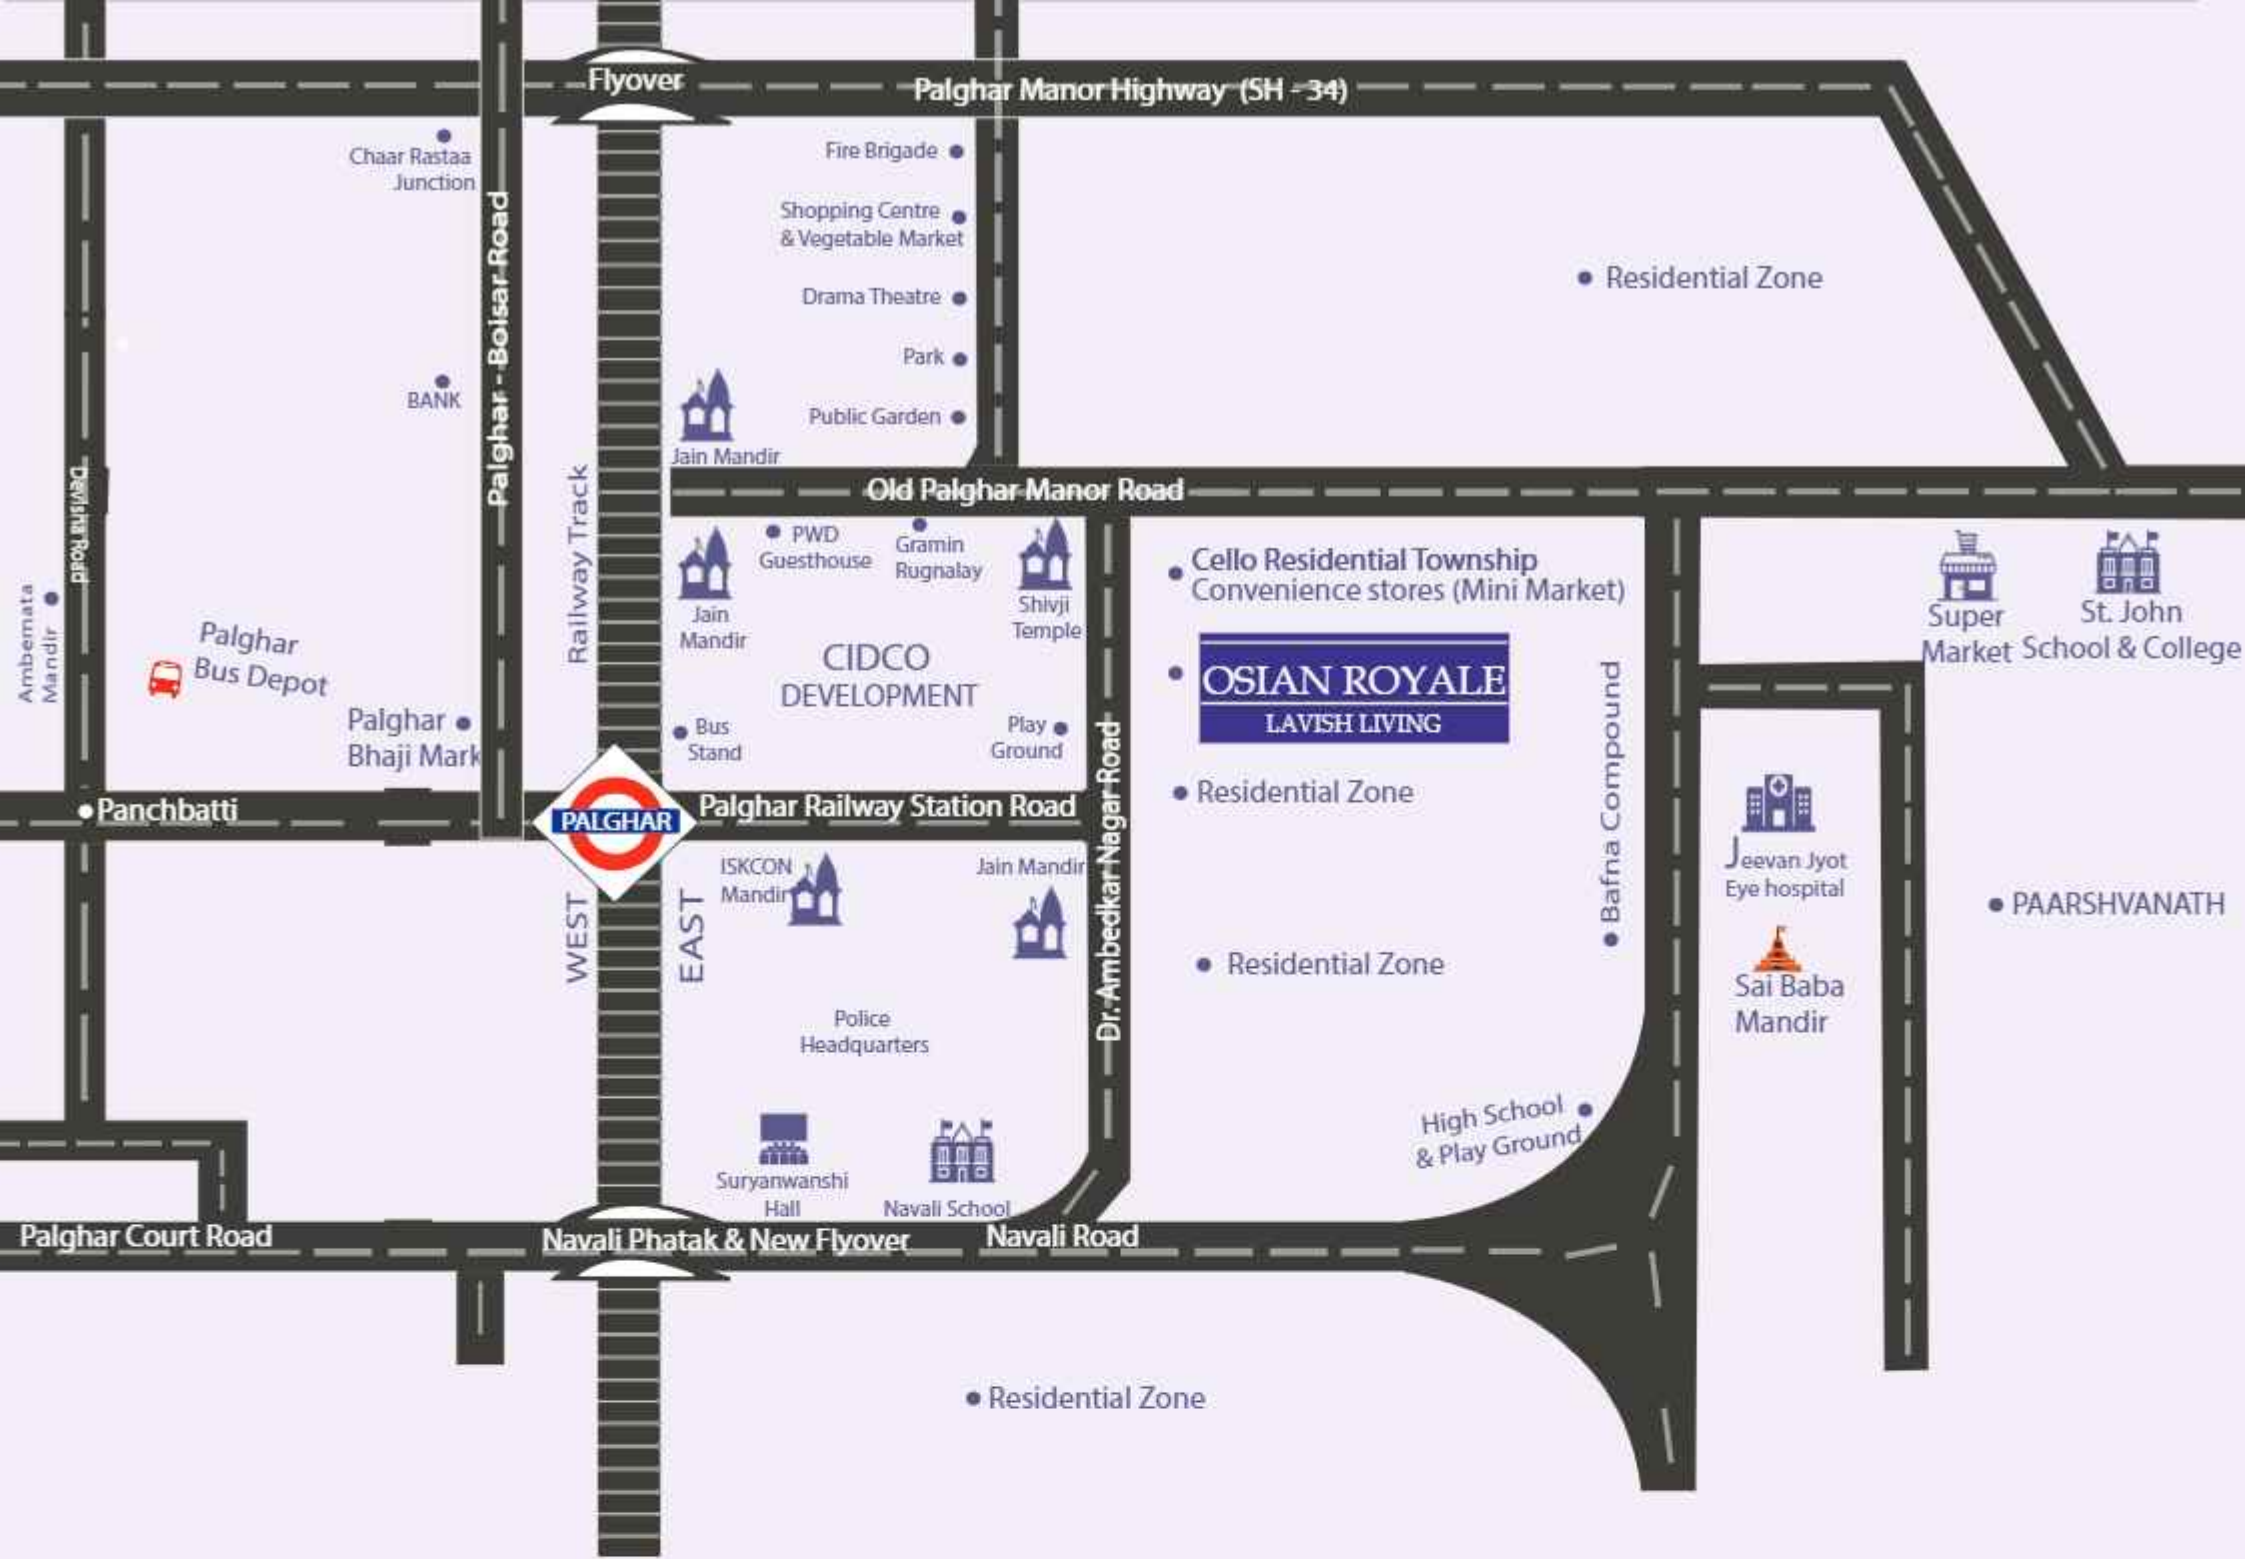 Flyover
Palghar Manor Highway (SH - 34)
Chaar Rastaa
Junction
Fire Brigade
Shopping Centre
& Vegetable Market
Drama Theatre
Park
Public Garden
Residential Zone
Palghar - Boisar Road
BANK
Jain Mandir
Railway Track
Devisha Road
Old Palghar Manor Road
PWD
Guesthouse
Gramin
Rugnalay
Shivji
Temple
Jain
Mandir
CIDCO
DEVELOPMENT
Bus
Stand
Play
Ground
Cello Residential Township
Convenience stores (Mini Market)
OSIAN ROYALE
LAVISH LIVING
Residential Zone
Super
Market
St. John
School & College
Ambemata
Mandir
Palghar
Bus Depot
Palghar
Bhaji Mark
Panchbatti
PALGHAR
Palghar Railway Station Road
Dr. Ambedkar Nagar Road
Bafna Compound
Jeevan Jyot
Eye hospital
Sai Baba
Mandir
PAARSHVANATH
WEST
EAST
ISKCON
Mandir
Jain Mandir
Residential Zone
Police
Headquarters
High School
& Play Ground
Suryanwanshi
Hall
Navali School
Palghar Court Road
Navali Phatak & New Flyover
Navali Road
Residential Zone